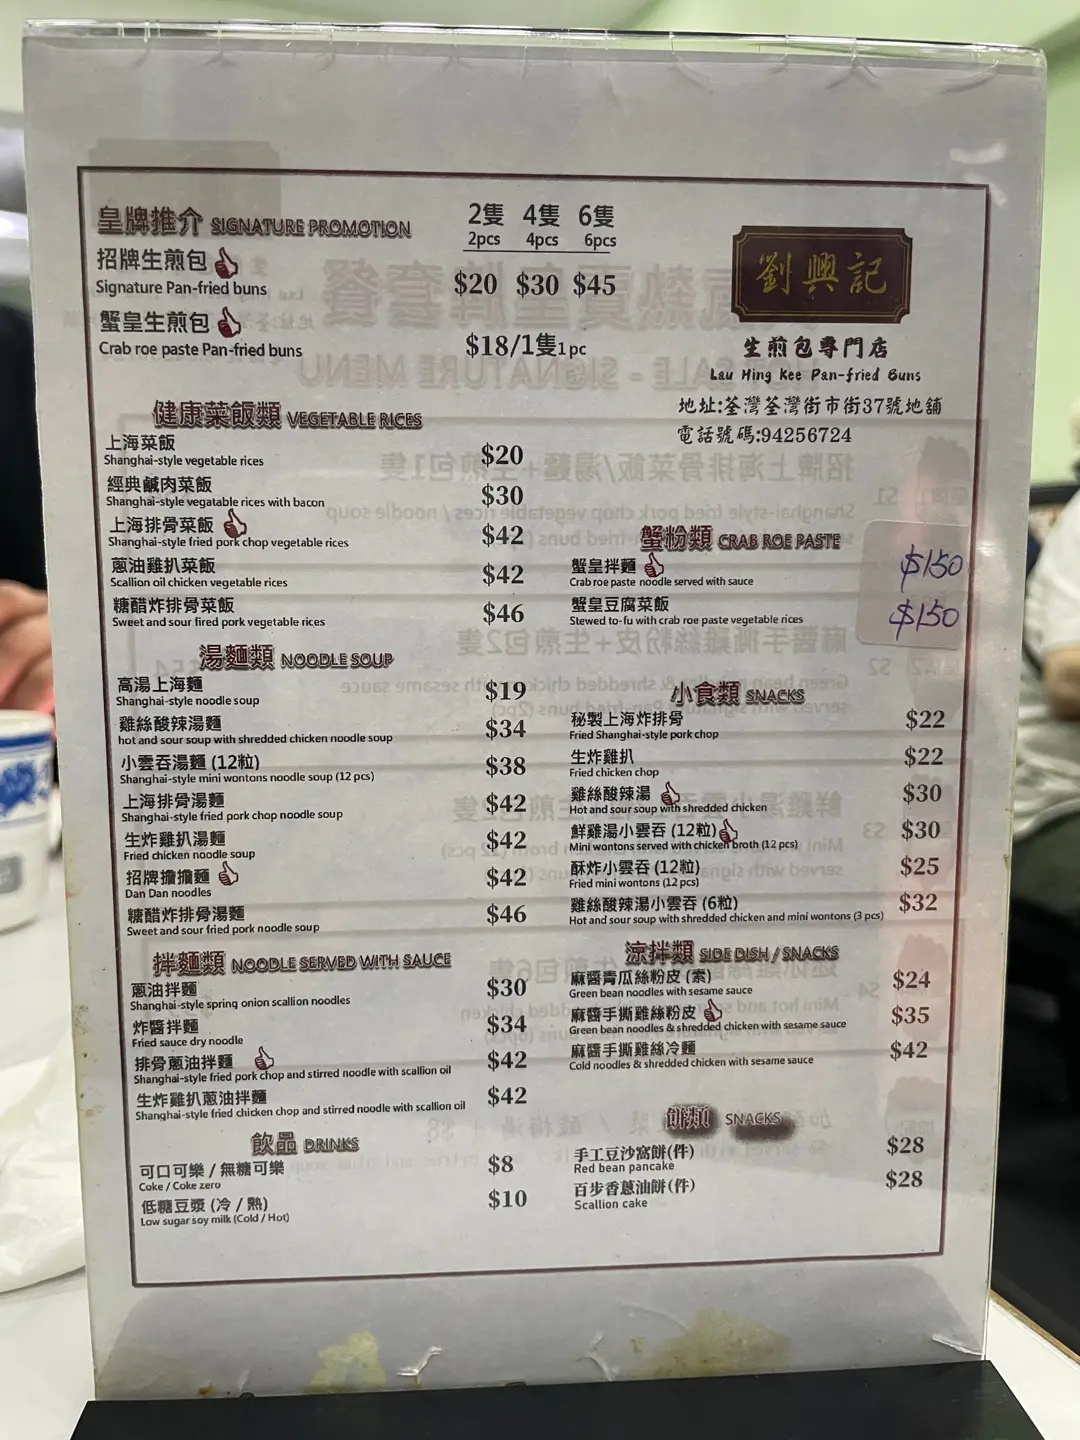 皇牌推介 SIGNATURE PROMOTION
2隻 4隻 6隻
2pcs 4pcs 6pcs
招牌生煎包
Signature Pan-fried buns
$20 $30 $45
蟹皇生煎包
Crab roe paste Pan-fried buns
$18/1隻1pc
劉興記
生煎包專門店
Lau Hing Kee Pan-fried Buns
地址:荃灣荃灣街市街37號地舖
電話號碼:94256724
健康菜飯類 VEGETABLE RICES
上海菜飯
Shanghai-style vegetable rices
$20
經典鹹肉菜飯
Shanghai-style vegatable rices with bacon
$30
上海排骨菜飯
Shanghai-style fried pork chop vegetable rices
$42
蔥油雞扒菜飯
Scallion oil chicken vegetable rices
$42
糖醋炸排骨菜飯
Sweet and sour fired pork vegetable rices
$46
湯麵類 NOODLE SOUP
高湯上海麵
Shanghai-style noodle soup
$19
雞絲酸辣湯麵
hot and sour soup with shredded chicken noodle soup
$34
小雲吞湯麵 (12粒)
Shanghai-style mini wontons noodle soup (12 pcs)
$38
上海排骨湯麵
Shanghai-style fried pork chop noodle soup
$42
生炸雞扒湯麵
Fried chicken noodle soup
$42
招牌擔擔麵
Dan Dan noodles
$42
糖醋炸排骨湯麵
Sweet and sour fried pork noodle soup
$46
拌麵類 NOODLE SERVED WITH SAUCE
蔥油拌麵
Shanghai-style spring onion scallion noodles
$30
炸醬拌麵
Fried sauce dry noodle
$34
排骨蔥油拌麵
Shanghai-style fried pork chop and stirred noodle with scallion oil
$42
生炸雞扒蔥油拌麵
Shanghai-style fried chicken chop and stirred noodle with scallion oil
$42
飲品 DRINKS
可口可樂 / 無糖可樂
Coke / Coke zero
$8
低糖豆漿 (冷 / 熱)
Low sugar soy milk (Cold / Hot)
$10
蟹粉類 CRAB ROE PASTE
蟹皇拌麵
Crab roe paste noodle served with sauce
$150
蟹皇豆腐菜飯
Stewed to-fu with crab roe paste vegetable rices
$150
小食類 SNACKS
秘製上海炸排骨
Fried Shanghai-style pork chop
$22
生炸雞扒
Fried chicken chop
$22
雞絲酸辣湯
Hot and sour soup with shredded chicken
$30
鮮雞湯小雲吞 (12粒)
Mini wontons served with chicken broth (12 pcs)
$30
酥炸小雲吞 (12粒)
Fried mini wontons (12 pcs)
$25
雞絲酸辣湯小雲吞 (6粒)
Hot and sour soup with shredded chicken and mini wontons (3 pcs)
$32
涼拌類 SIDE DISH / SNACKS
麻醬青瓜絲粉皮 (素)
Green bean noodles with sesame sauce
$24
麻醬手撕雞絲粉皮
Green bean noodles & shredded chicken with sesame sauce
$35
麻醬手撕雞絲冷麵
Cold noodles & shredded chicken with sesame sauce
$42
餅類 SNACKS
手工豆沙窩餅(件)
Red bean pancake
$28
百步香蔥油餅(件)
Scallion cake
$28